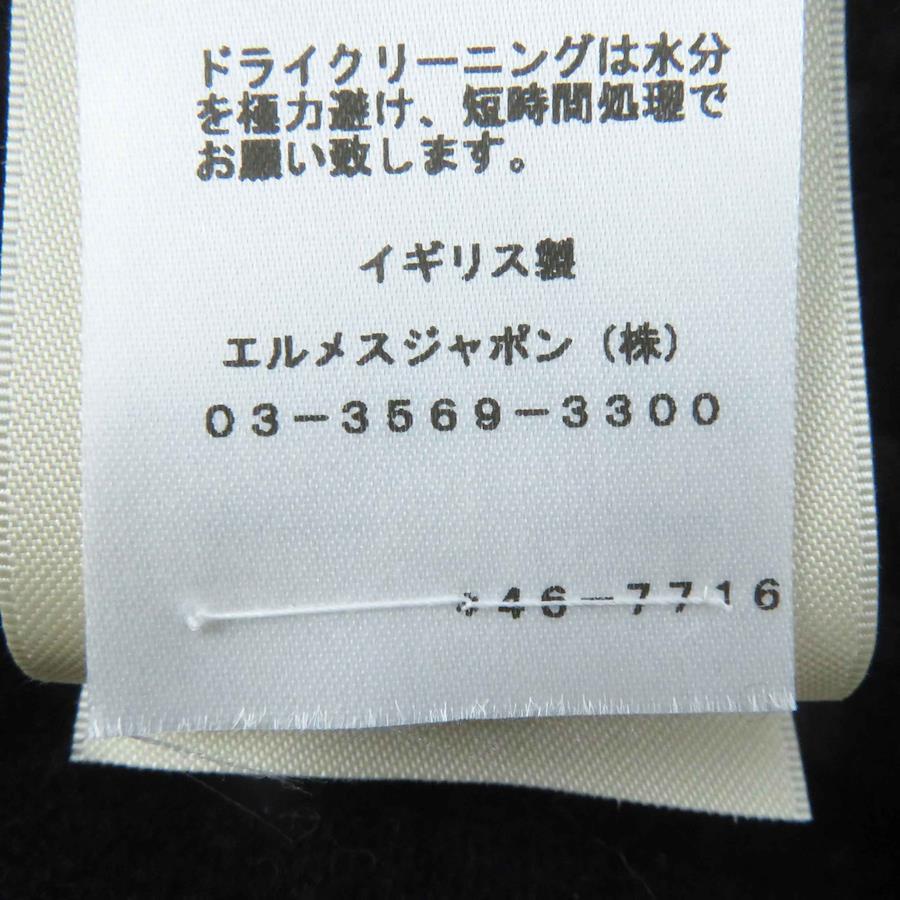 ドライクリーニングは水分
を極力避け、短時間処理で
お願い致します。
イギリス製
エルメスジャポン（株）
03-3569-3300
46-7716